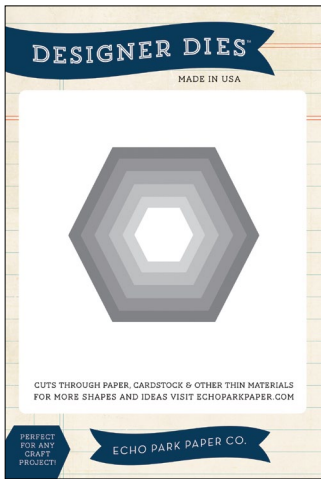 DESIGNER DIES™
MADE IN USA
CUTS THROUGH PAPER, CARDSTOCK & OTHER THIN MATERIALS
FOR MORE SHAPES AND IDEAS VISIT ECHOPARKPAPER.COM
PERFECT
FOR ANY
CRAFT
PROJECT!
ECHO PARK PAPER CO.